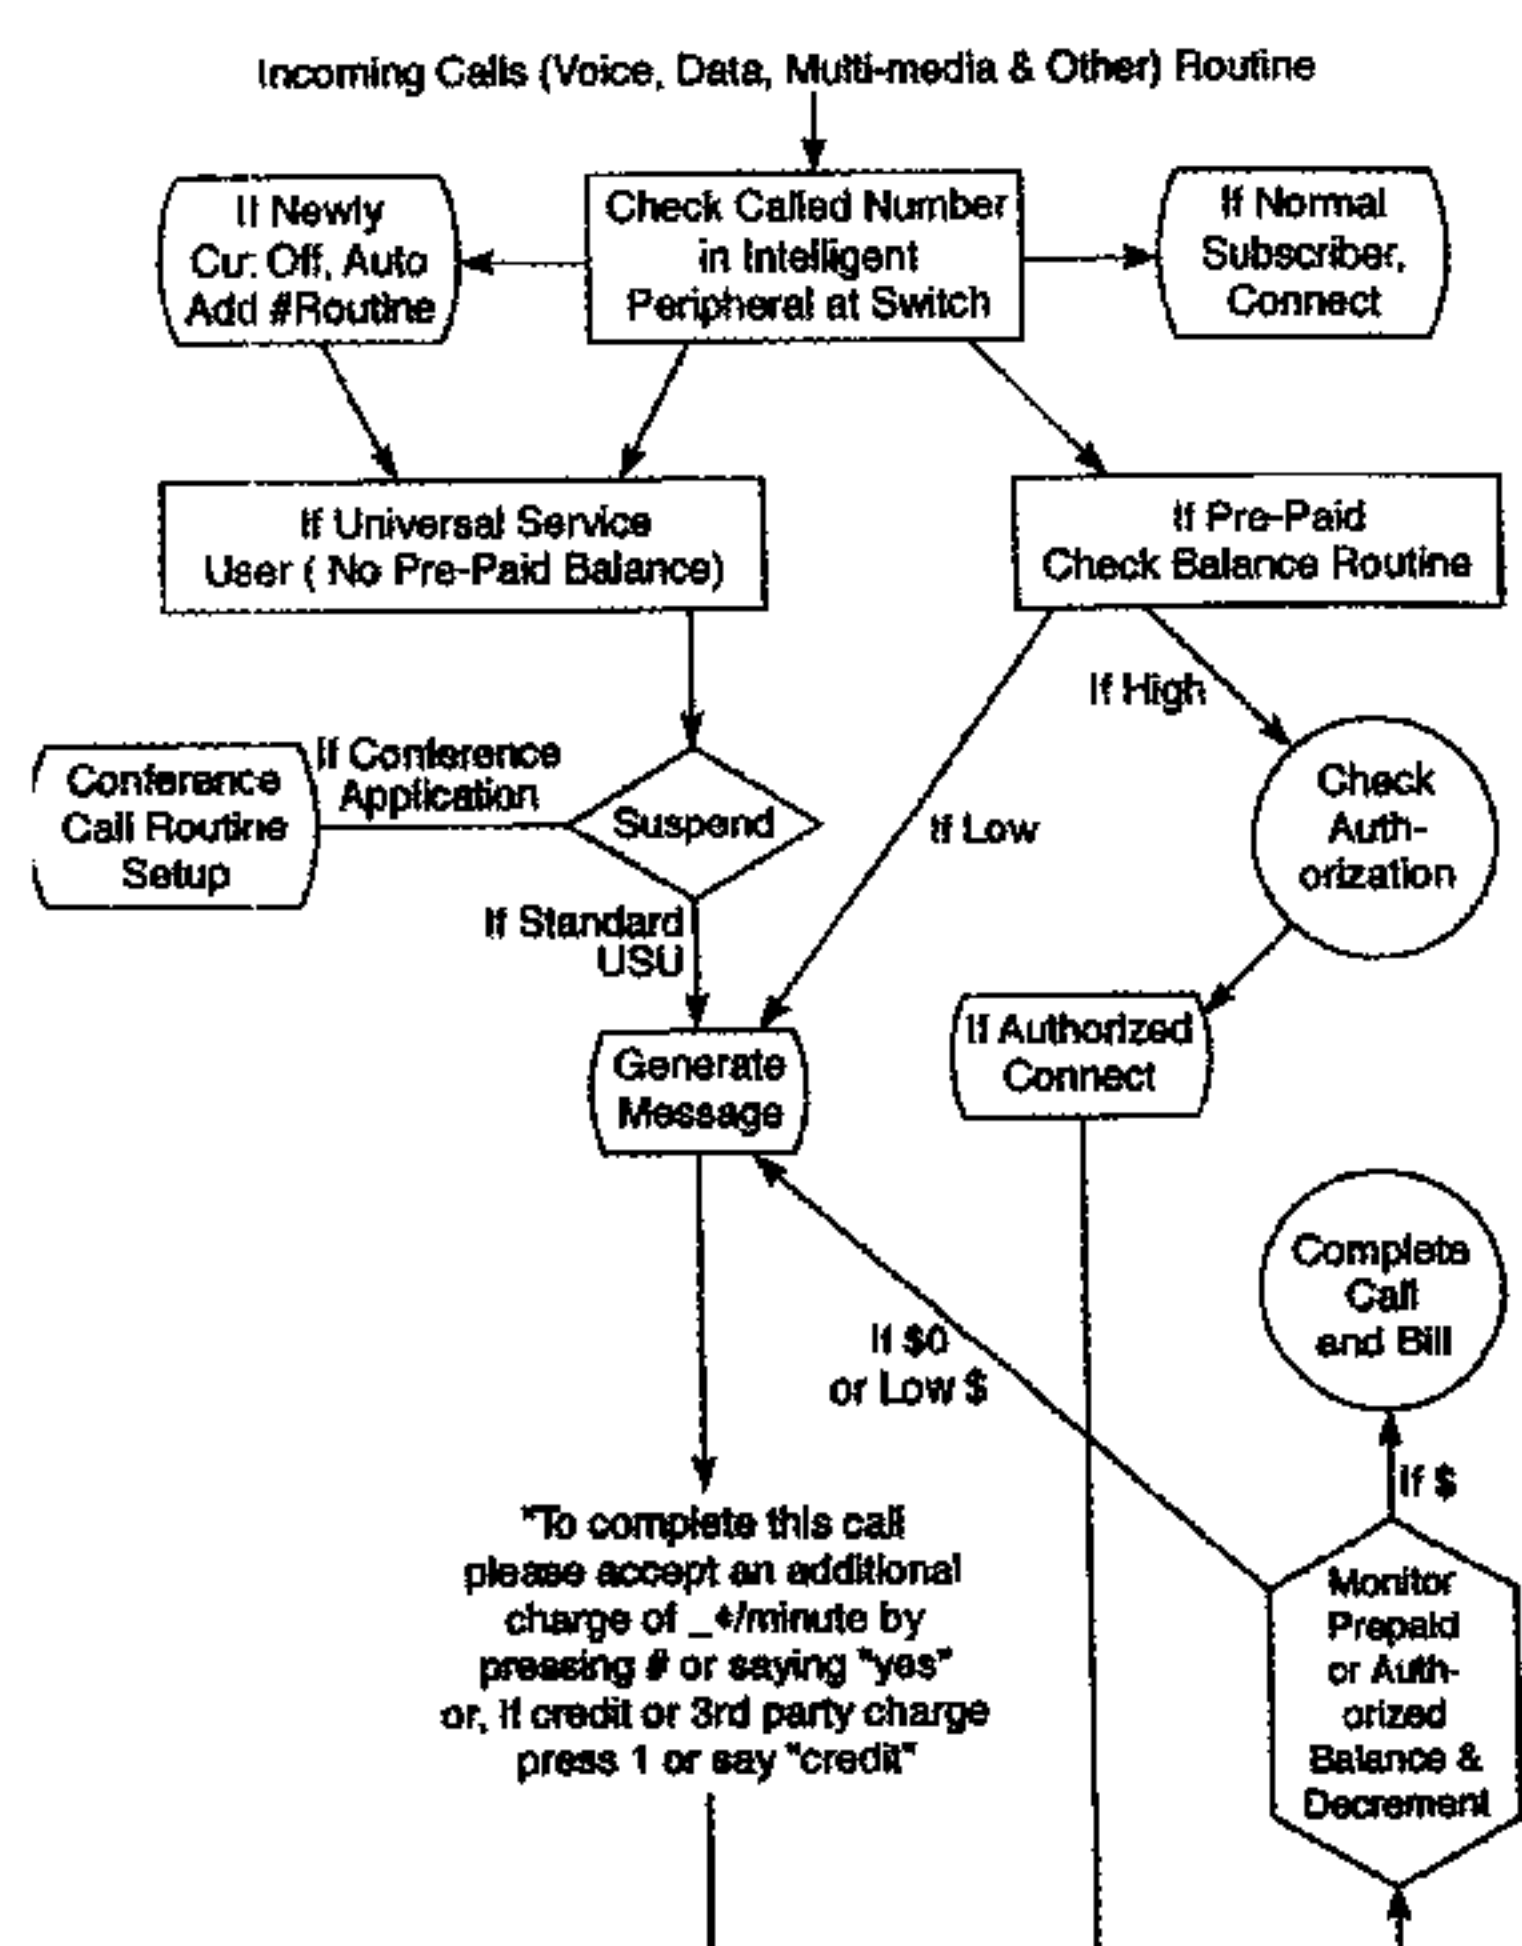 Incoming Calls (Voice, Data, Multi-media & Other) Routine
If Newly
Cut Off, Auto
Add #Routine
Check Called Number
in Intelligent
Peripheral at Switch
If Normal
Subscriber,
Connect
If Universal Service
User ( No Pre-Paid Balance)
If Pre-Paid
Check Balance Routine
If High
If Conference
Application
Conference
Call Routine
Setup
Suspend
If Low
Check
Auth-
orization
If Standard
USU
Generate
Message
If Authorized
Connect
Complete
Call
and Bill
If $0
or Low $
If $
"To complete this call
please accept an additional
charge of _¢/minute by
pressing # or saying "yes"
or, if credit or 3rd party charge
press 1 or say "credit"
Monitor
Prepaid
or Auth-
orized
Balance &
Decrement